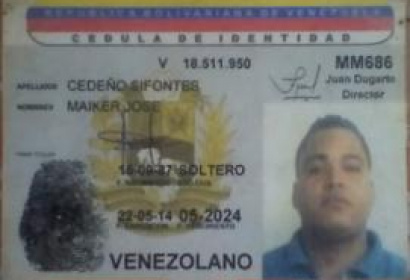 REPUBLICA BOLIVARIANA DE VENEZUELA
CEDULA DE IDENTIDAD
V 18.511.950 MM686
Juan Dugarte
Director
APELLIDOS CEDEÑO SIFONTES
NOMBRES MAIKER JOSE
16-09-87 SOLTERO
22-05-14 05-2024
VENEZOLANO